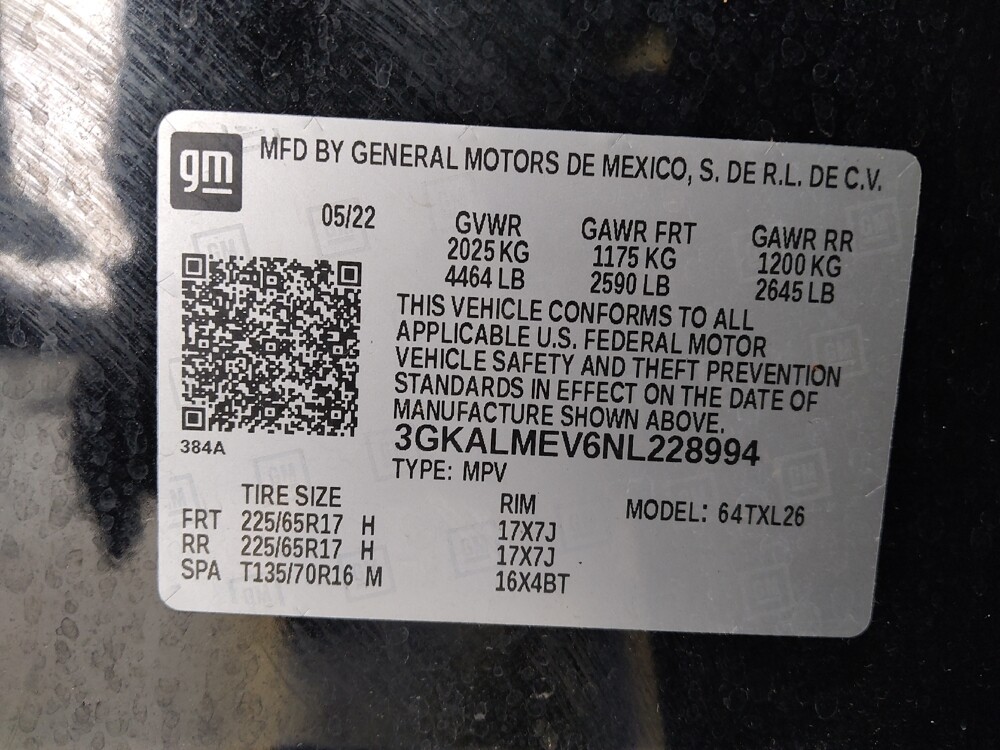 gm
MFD BY GENERAL MOTORS DE MEXICO, S. DE R.L. DE C.V.
05/22 GVWR GAWR FRT GAWR RR
2025 KG 1175 KG 1200 KG
4464 LB 2590 LB 2645 LB
THIS VEHICLE CONFORMS TO ALL
APPLICABLE U.S. FEDERAL MOTOR
VEHICLE SAFETY AND THEFT PREVENTION
STANDARDS IN EFFECT ON THE DATE OF
MANUFACTURE SHOWN ABOVE.
384A
3GKALMEV6NL228994
TYPE: MPV
TIRE SIZE RIM MODEL: 64TXL26
FRT 225/65R17 H 17X7J
RR 225/65R17 H 17X7J
SPA T135/70R16 M 16X4BT